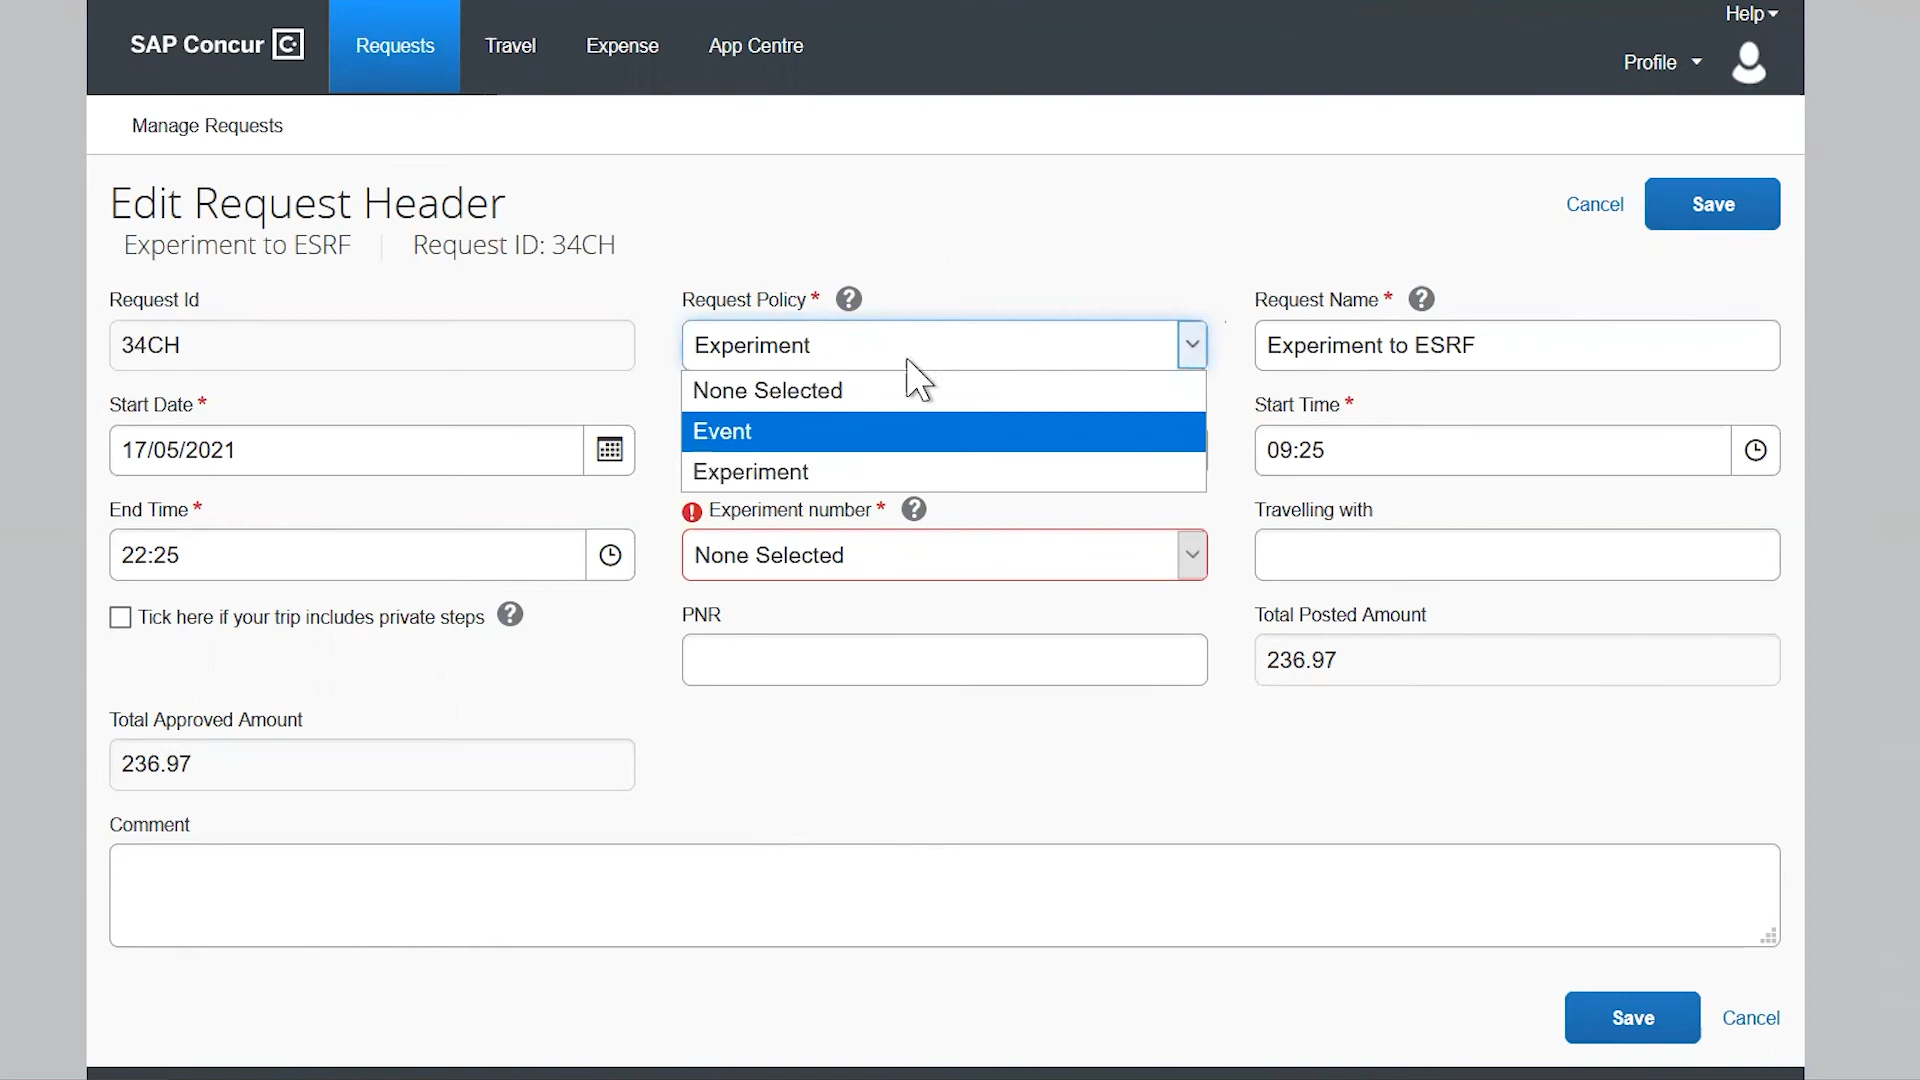 SAP Concur C
Requests
Travel
Expense
App Centre
Help
Profile
Manage Requests
Edit Request Header
Cancel
Save
Experiment to ESRF
Request ID: 34CH
Request Id
34CH
Request Policy *
Experiment
None Selected
Event
Experiment
Request Name *
Experiment to ESRF
Start Date *
17/05/2021
Start Time *
09:25
End Time *
22:25
Experiment number *
None Selected
Travelling with
Tick here if your trip includes private steps
PNR
Total Posted Amount
236.97
Total Approved Amount
236.97
Comment
Save
Cancel